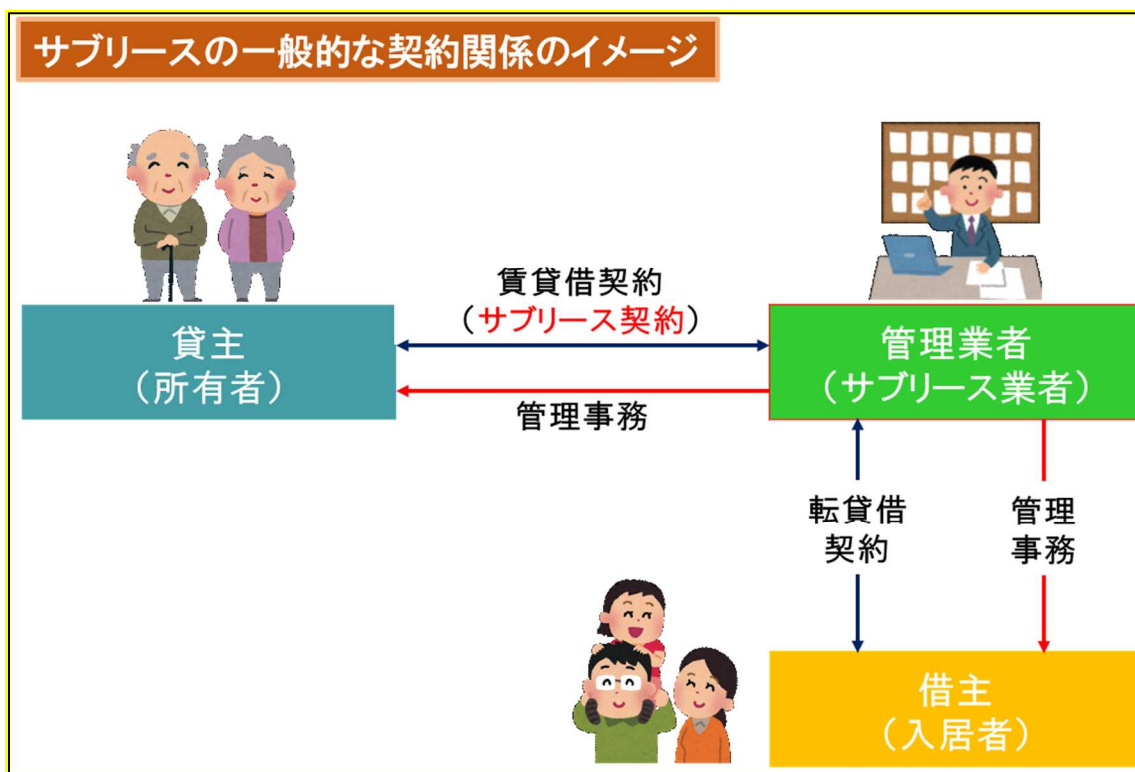 サブリースの一般的な契約関係のイメージ
賃貸借契約
（サブリース契約）
貸主
（所有者）
管理業者
（サブリース業者）
管理事務
転貸借
契約
管理
事務
借主
（入居者）